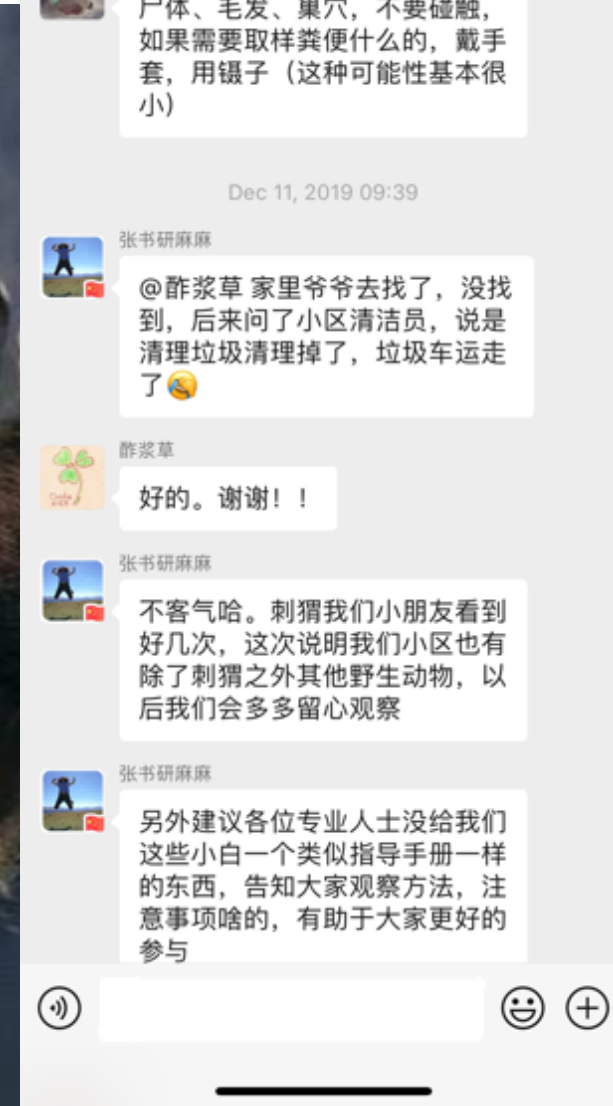 尸体、毛发、巢穴，不要碰触，
如果需要取样粪便什么的，戴手
套，用镊子（这种可能性基本很
小）
Dec 11, 2019 09:39
张书研麻麻
@酢浆草 家里爷爷去找了，没找
到，后来问了小区清洁员，说是
清理垃圾清理掉了，垃圾车运走
了😂
酢浆草
好的。谢谢！！
张书研麻麻
不客气哈。刺猬我们小朋友看到
好几次，这次说明我们小区也有
除了刺猬之外其他野生动物，以
后我们会多多留心观察
张书研麻麻
另外建议各位专业人士没给我们
这些小白一个类似指导手册一样
的东西，告知大家观察方法，注
意事项啥的，有助于大家更好的
参与